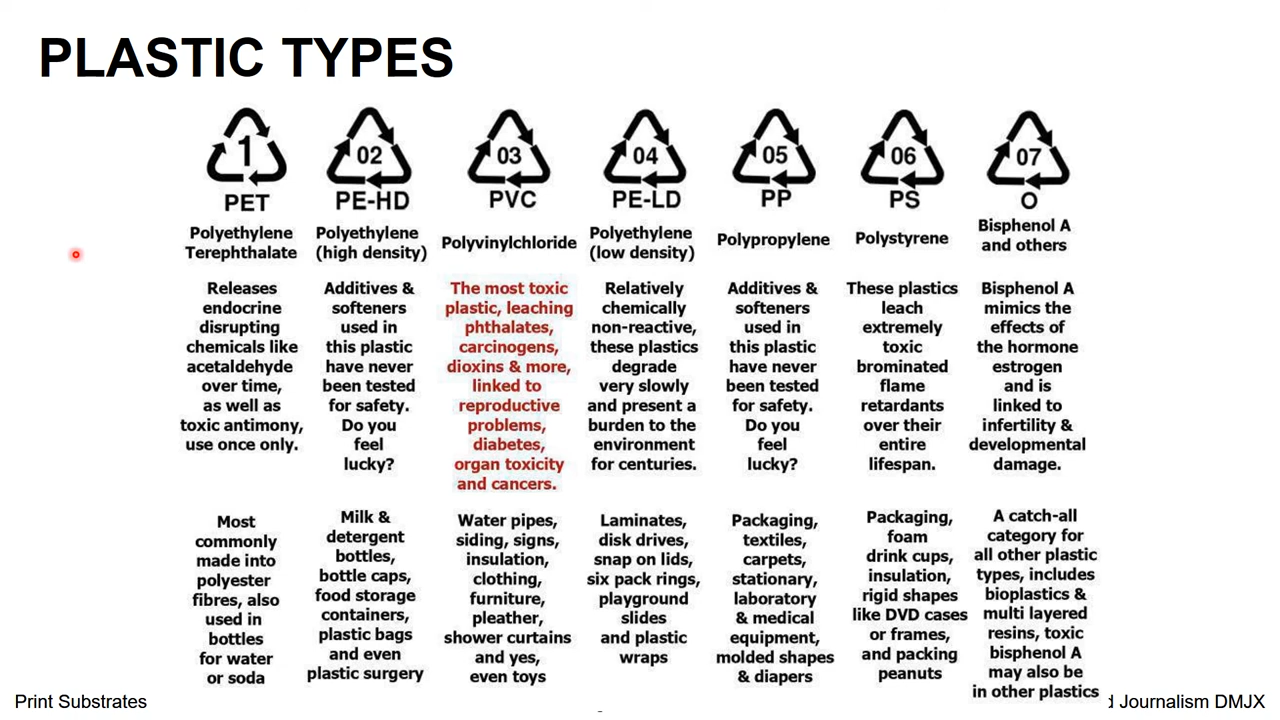 PLASTIC TYPES
1
PET
Polyethylene
Terephthalate
Releases
endocrine
disrupting
chemicals like
acetaldehyde
over time,
as well as
toxic antimony,
use once only.
Most
commonly
made into
polyester
fibres, also
used in
bottles
for water
or soda
02
PE-HD
Polyethylene
(high density)
Additives &
softeners
used in
this plastic
have never
been tested
for safety.
Do you
feel
lucky?
Milk &
detergent
bottles,
bottle caps,
food storage
containers,
plastic bags
and even
plastic surgery
03
PVC
Polyvinylchloride
The most toxic
plastic, leaching
phthalates,
carcinogens,
dioxins & more,
linked to
reproductive
problems,
diabetes,
organ toxicity
and cancers.
Water pipes,
siding, signs,
insulation,
clothing,
furniture,
pleather,
shower curtains
and yes,
even toys
04
PE-LD
Polyethylene
(low density)
Relatively
chemically
non-reactive,
these plastics
degrade
very slowly
and present a
burden to the
environment
for centuries.
Laminates,
disk drives,
snap on lids,
six pack rings,
playground
slides
and plastic
wraps
05
PP
Polypropylene
Additives &
softeners
used in
this plastic
have never
been tested
for safety.
Do you
feel
lucky?
Packaging,
textiles,
carpets,
stationary,
laboratory
& medical
equipment,
molded shapes
& diapers
06
PS
Polystyrene
These plastics
leach
extremely
toxic
brominated
flame
retardants
over their
entire
lifespan.
Packaging,
foam
drink cups,
insulation,
rigid shapes
like DVD cases
or frames,
and packing
peanuts
07
O
Bisphenol A
and others
Bisphenol A
mimics the
effects of
the hormone
estrogen
and is
linked to
infertility &
developmental
damage.
A catch-all
category for
all other plastic
types, includes
bioplastics &
multi layered
resins, toxic
bisphenol A
may also be
in other plastics
Print Substrates
Journalism DMJX